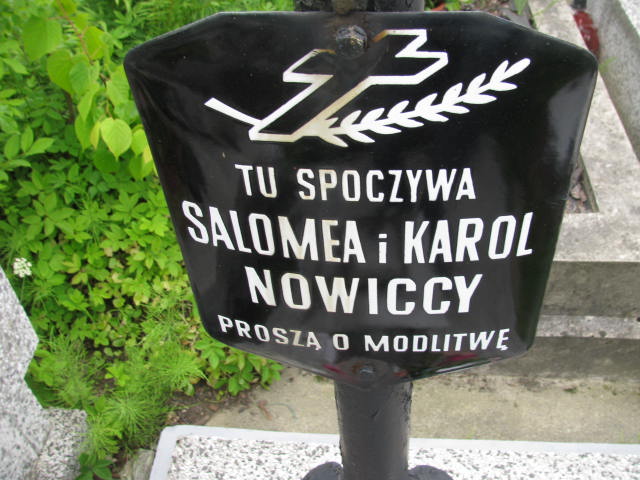 TU SPOCZYWA
SALOMEA i KAROL
NOWICCY
PROSZĄ O MODLITWĘ